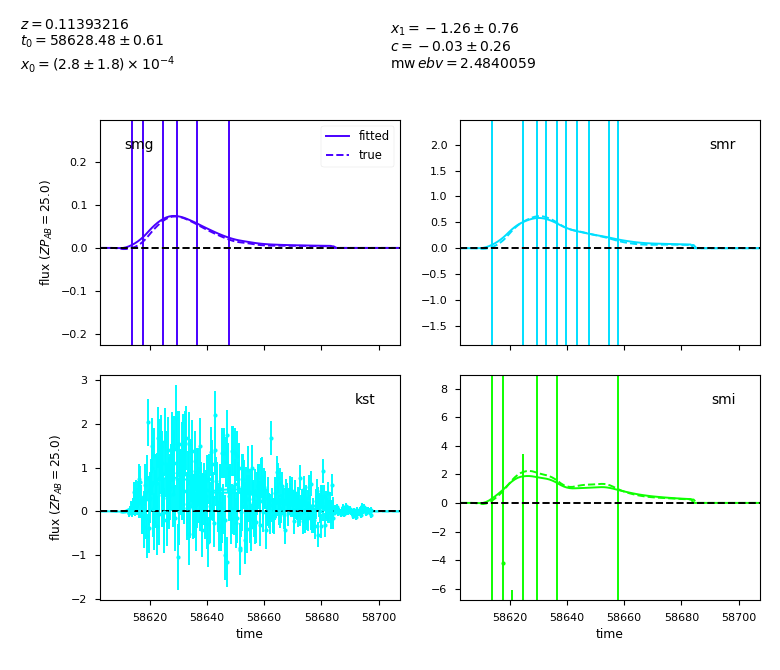 z = 0.11393216
t₀ = 58628.48 ± 0.61
x₀ = (2.8 ± 1.8) × 10⁻⁴
x₁ = −1.26 ± 0.76
c = −0.03 ± 0.26
mw ebv = 2.4840059
smg
fitted
true
0.2
0.1
0.0
−0.1
−0.2
flux (ZP_AB = 25.0)
smr
2.0
1.5
1.0
0.5
0.0
−0.5
−1.0
−1.5
kst
3
2
1
0
−1
−2
flux (ZP_AB = 25.0)
58620 58640 58660 58680 58700
time
smi
8
6
4
2
0
−2
−4
−6
58620 58640 58660 58680 58700
time